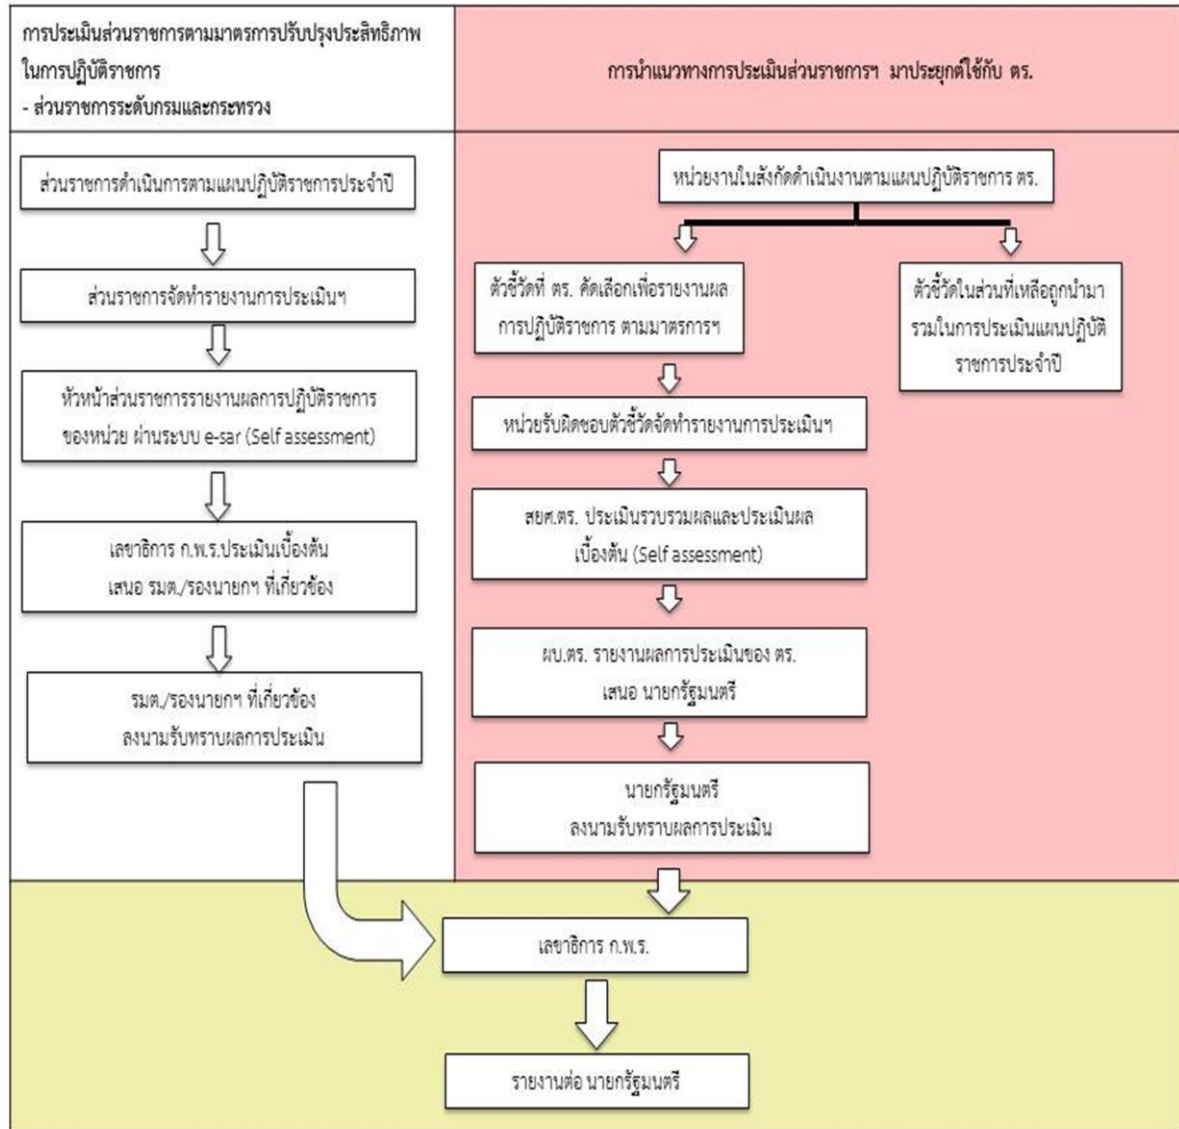 การประเมินส่วนราชการตามมาตรการปรับปรุงประสิทธิภาพ
ในการปฏิบัติราชการ
- ส่วนราชการระดับกรมและกระทรวง
การนำแนวทางการประเมินส่วนราชการฯ มาประยุกต์ใช้กับ ตร.
ส่วนราชการดำเนินการตามแผนปฏิบัติราชการประจำปี
ส่วนราชการจัดทำรายงานการประเมินฯ
หัวหน้าส่วนราชการรายงานผลการปฏิบัติราชการ
ของหน่วย ผ่านระบบ e-sar (Self assessment)
เลขาธิการ ก.พ.ร.ประเมินเบื้องต้น
เสนอ รมต./รองนายกฯ ที่เกี่ยวข้อง
รมต./รองนายกฯ ที่เกี่ยวข้อง
ลงนามรับทราบผลการประเมิน
หน่วยงานในสังกัดดำเนินงานตามแผนปฏิบัติราชการ ตร.
ตัวชี้วัดที่ ตร. คัดเลือกเพื่อรายงานผล
การปฏิบัติราชการ ตามมาตรการฯ
ตัวชี้วัดในส่วนที่เหลือถูกนำมา
รวมในการประเมินแผนปฏิบัติ
ราชการประจำปี
หน่วยรับผิดชอบตัวชี้วัดจัดทำรายงานการประเมินฯ
สยศ.ตร. ประเมินรวบรวมผลและประเมินผล
เบื้องต้น (Self assessment)
ผบ.ตร. รายงานผลการประเมินของ ตร.
เสนอ นายกรัฐมนตรี
นายกรัฐมนตรี
ลงนามรับทราบผลการประเมิน
เลขาธิการ ก.พ.ร.
รายงานต่อ นายกรัฐมนตรี